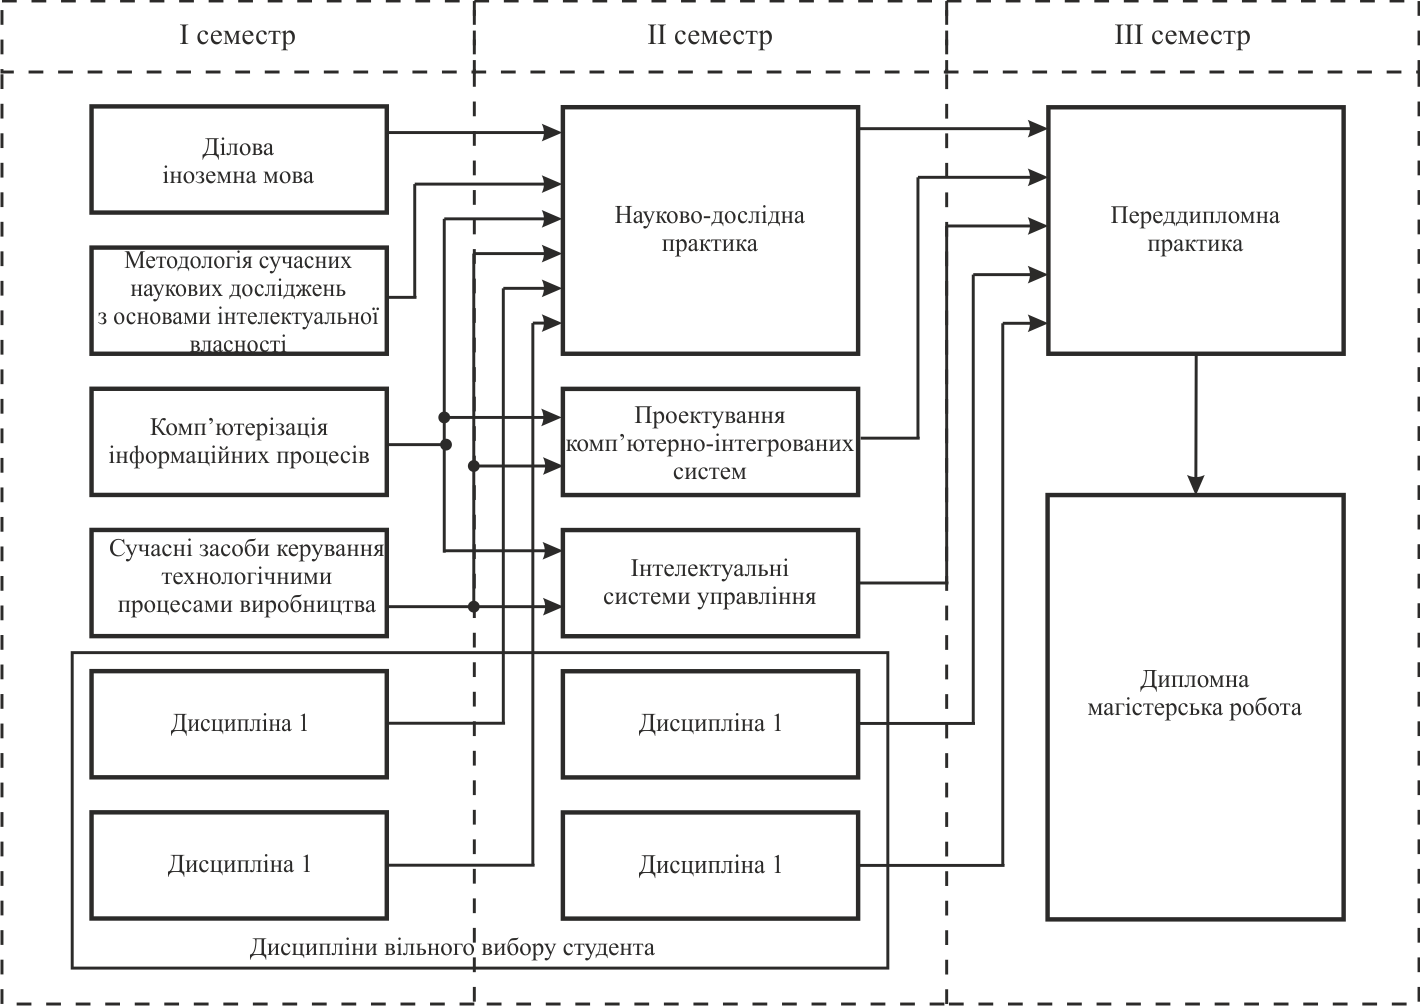 I семестр
II семестр
III семестр
Ділова
іноземна мова
Методологія сучасних
наукових досліджень
з основами інтелектуальної
власності
Комп’ютерізація
інформаційних процесів
Сучасні засоби керування
технологічними
процесами виробництва
Дисципліна 1
Дисципліна 1
Науково-дослідна
практика
Проектування
комп’ютерно-інтегрованих
систем
Інтелектуальні
системи управління
Дисципліна 1
Дисципліна 1
Дисципліни вільного вибору студента
Переддипломна
практика
Дипломна
магістерська робота